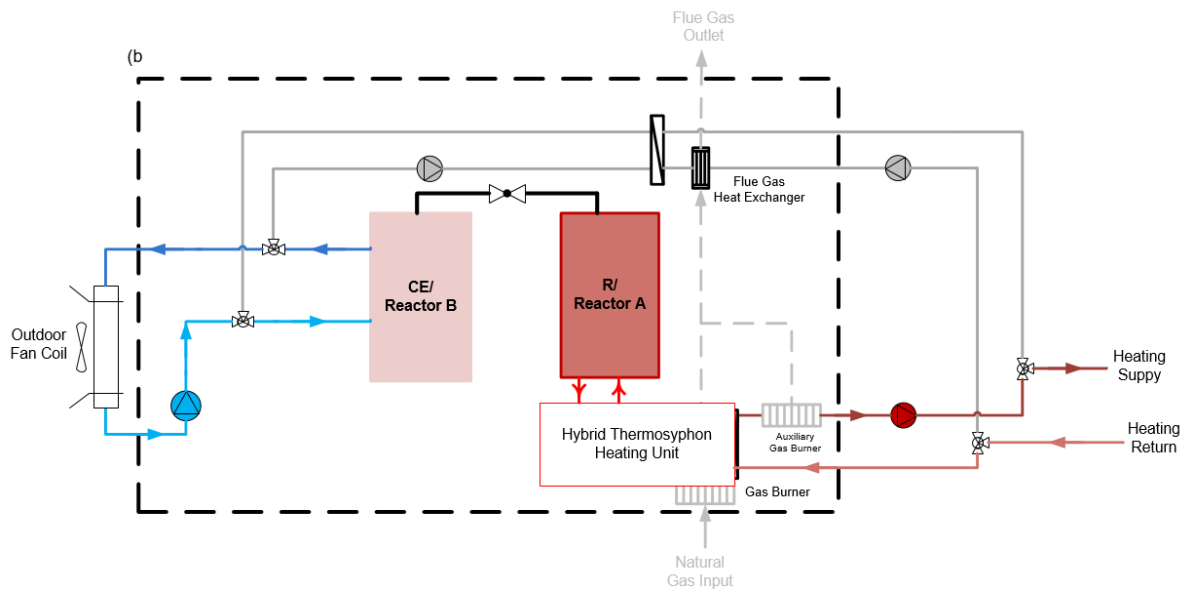 Flue Gas
Outlet
(b
Flue Gas
Heat Exchanger
CE/
Reactor B
R/
Reactor A
Outdoor
Fan Coil
Heating
Suppy
Hybrid Thermosyphon
Heating Unit
Auxiliary
Gas Burner
Heating
Return
Gas Burner
Natural
Gas Input